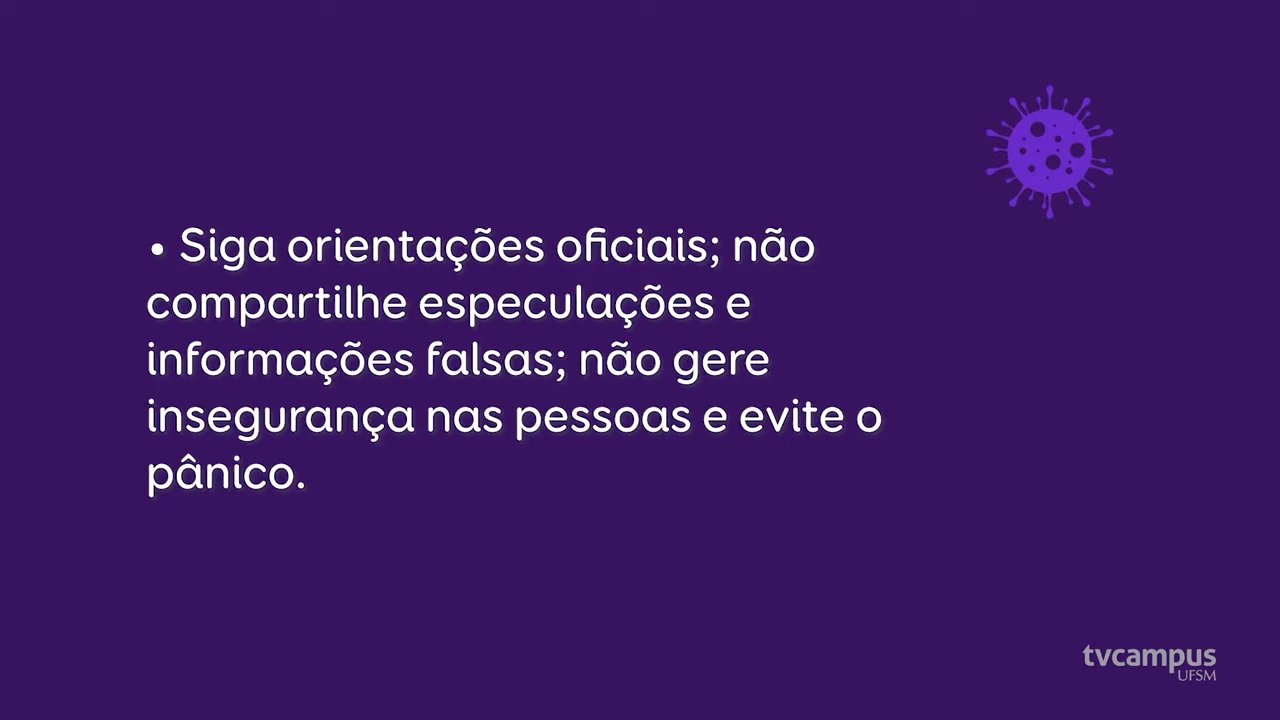 • Siga orientações oficiais; não
compartilhe especulações e
informações falsas; não gere
insegurança nas pessoas e evite o
pânico.
tvcampus
UFSM